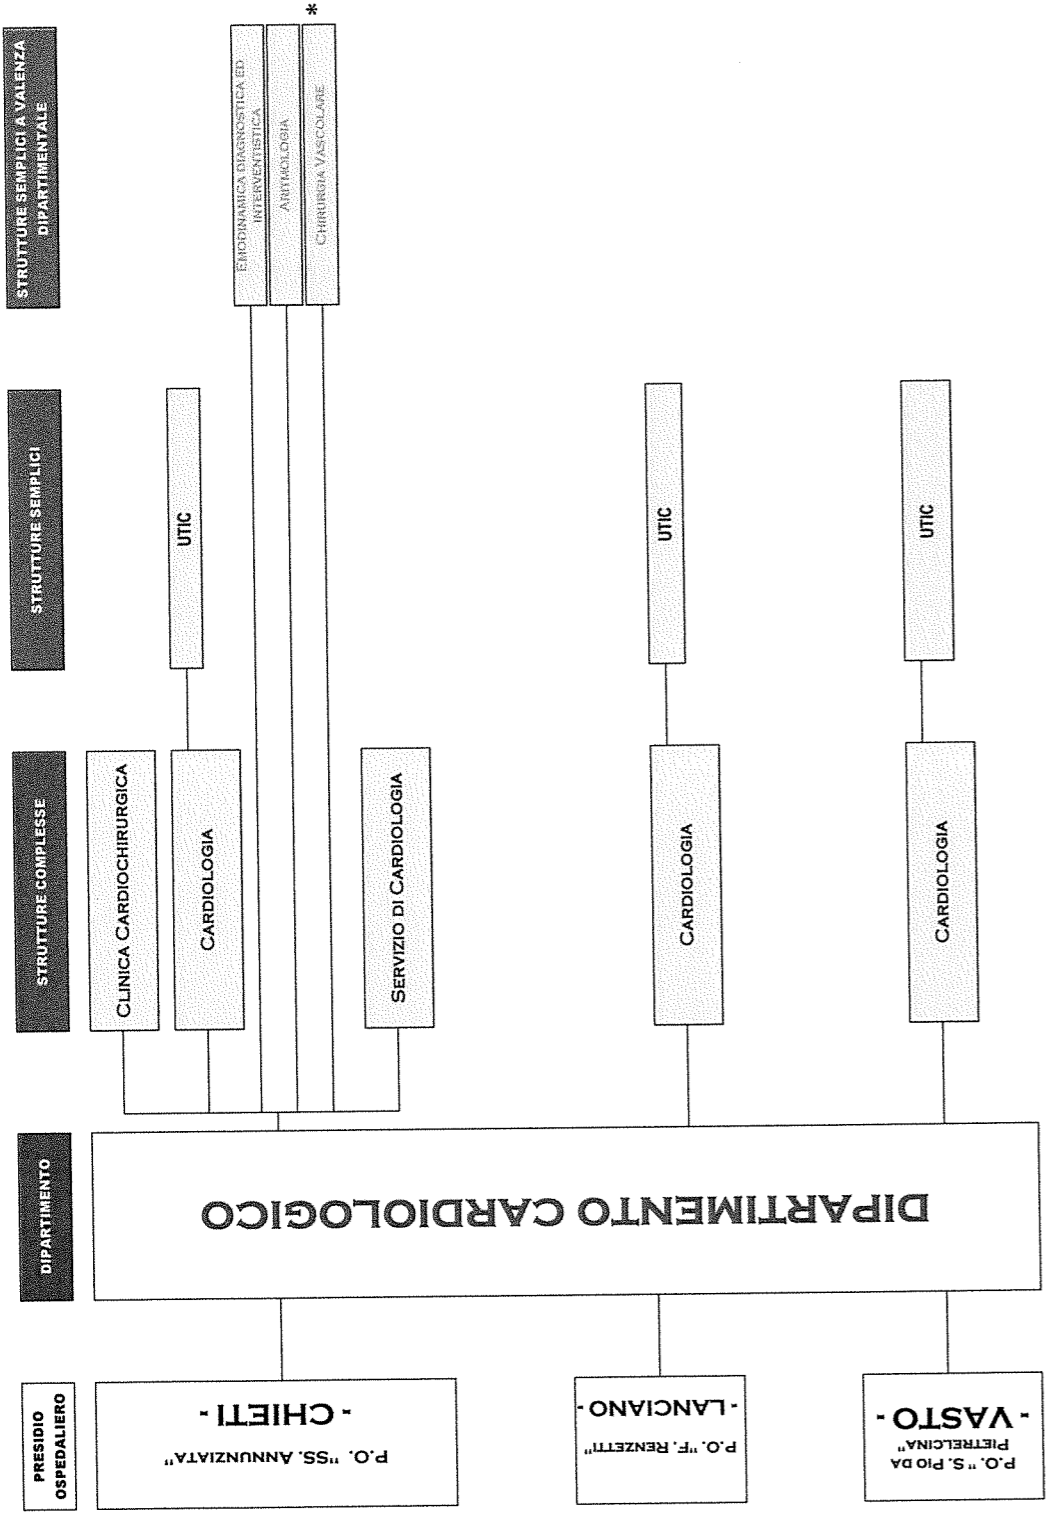 PRESIDIO
OSPEDALIERO
DIPARTIMENTO
STRUTTURE COMPLESSE
STRUTTURE SEMPLICI
STRUTTURE SEMPLICI A VALENZA
DIPARTIMENTALE
P.O. "SS. ANNUNZIATA"
- CHIETI -
P.O. "F. RENZETTI"
- LANCIANO -
P.O. "S. PIO DA
PIETRELCINA"
- VASTO -
DIPARTIMENTO CARDIOLOGICO
CLINICA CARDIOCHIRURGICA
CARDIOLOGIA
UTIC
EMODINAMICA DIAGNOSTICA ED
INTERVENTISTICA
ARITMOLOGIA
CHIRURGIA VASCOLARE
*
SERVIZIO DI CARDIOLOGIA
CARDIOLOGIA
UTIC
CARDIOLOGIA
UTIC